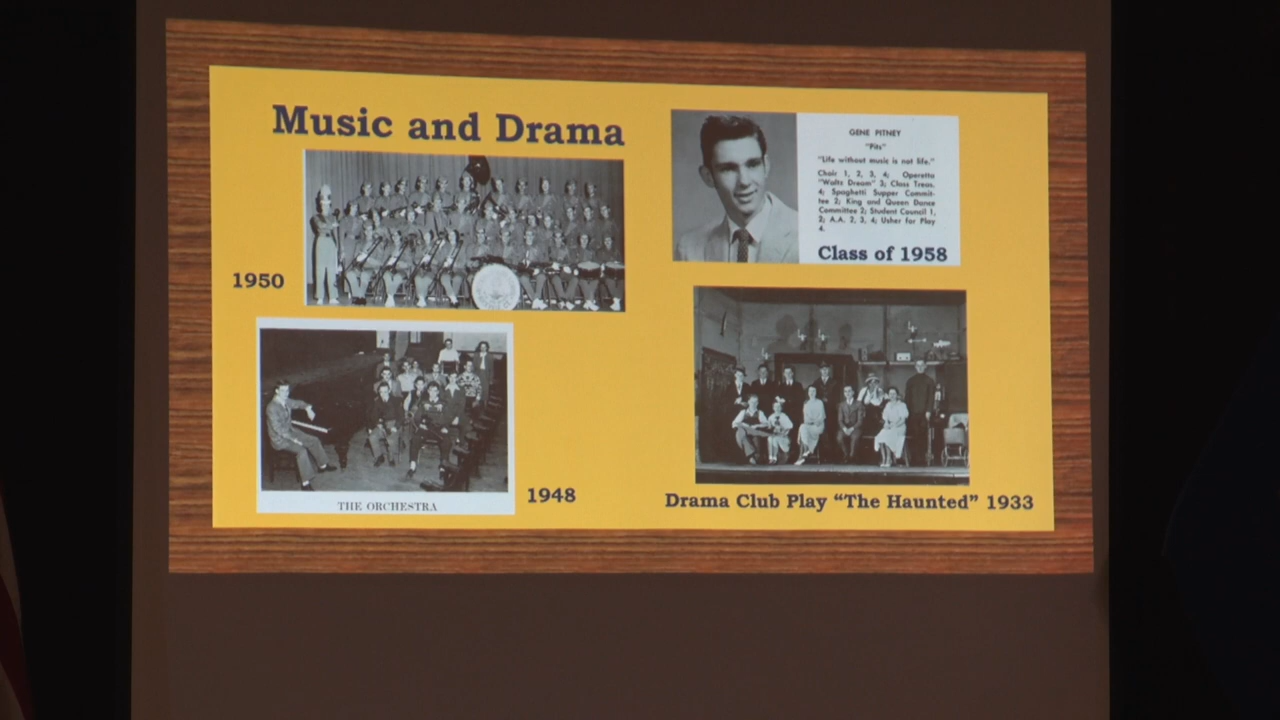 Music and Drama
1950
THE ORCHESTRA
1948
GENE PITNEY
"Pits"
"Life without music is not life."
Choir 1, 2, 3, 4; Operetta
"Waltz Dream" 3; Class Treas.
4; Spaghetti Supper Commit-
tee 2; King and Queen Dance
Committee 2; Student Council 1,
2; A.A. 2, 3, 4; Usher for Play
4.
Class of 1958
Drama Club Play “The Haunted” 1933